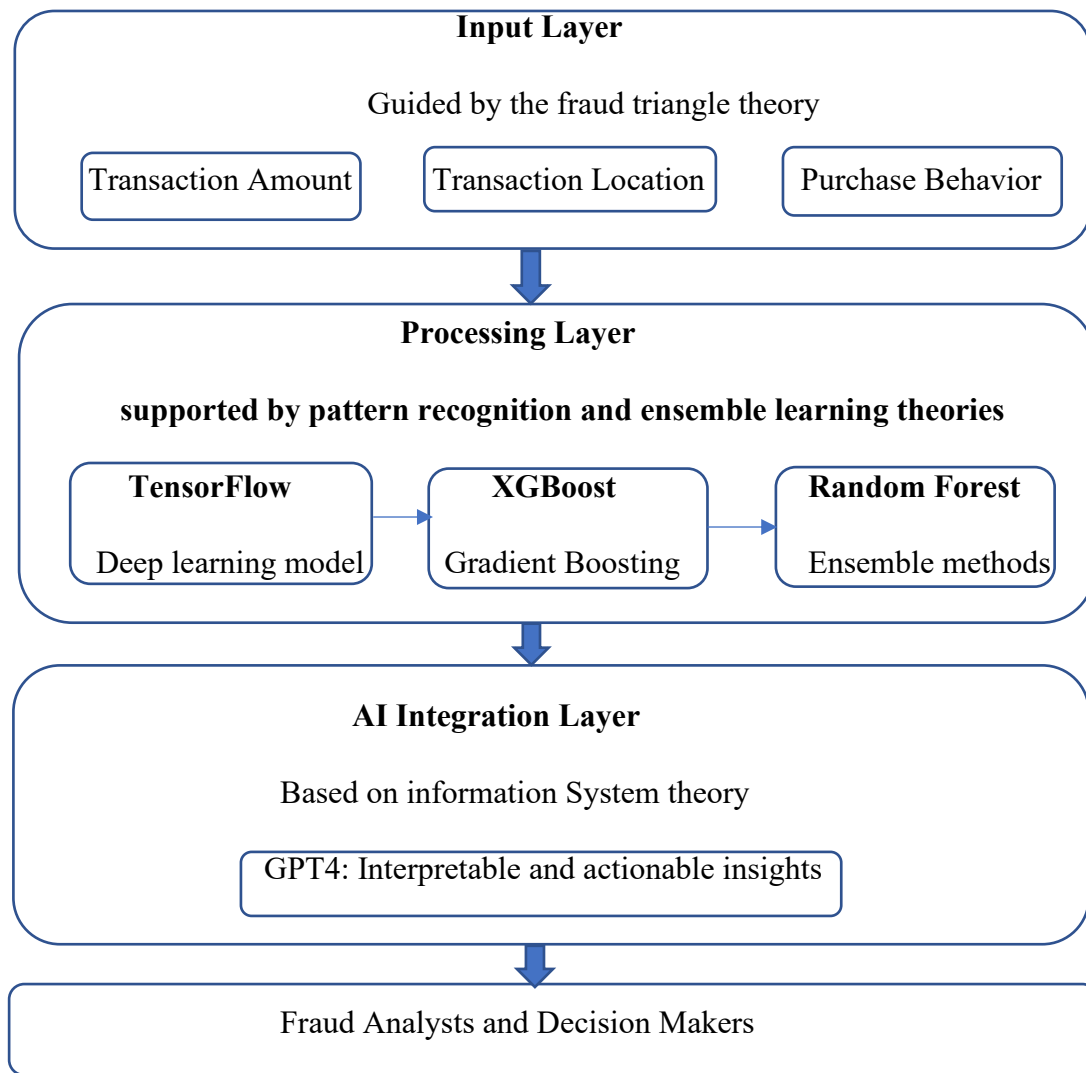 Input Layer
Guided by the fraud triangle theory
Transaction Amount
Transaction Location
Purchase Behavior
Processing Layer
supported by pattern recognition and ensemble learning theories
TensorFlow
Deep learning model
XGBoost
Gradient Boosting
Random Forest
Ensemble methods
AI Integration Layer
Based on information System theory
GPT4: Interpretable and actionable insights
Fraud Analysts and Decision Makers